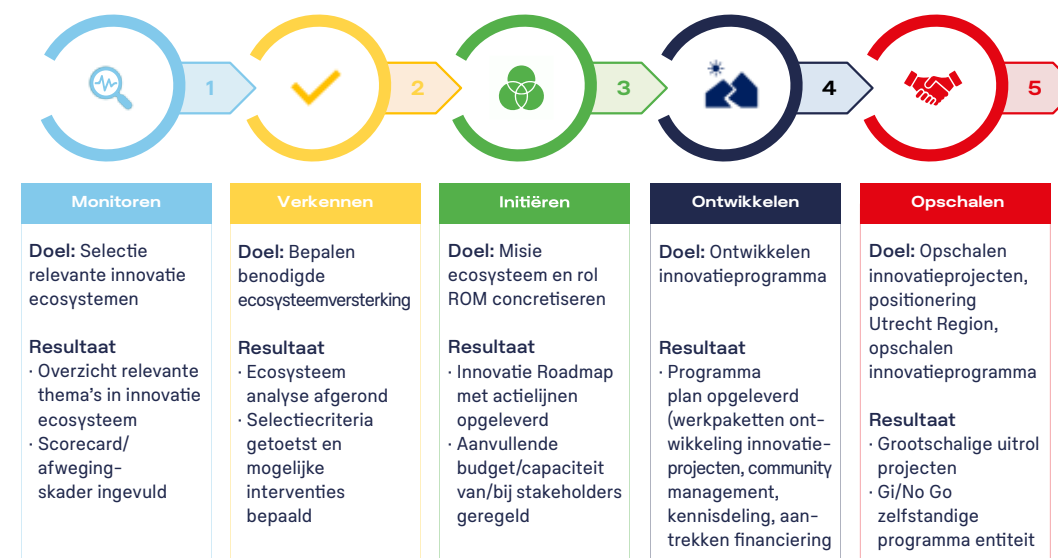 1
2
3
4
5
Monitoren
Doel: Selectie
relevante innovatie
ecosystemen
Resultaat
· Overzicht relevante
thema's in innovatie
ecosysteem
· Scorecard/
afweging-
skader ingevuld
Verkennen
Doel: Bepalen
benodigde
ecosysteemversterking
Resultaat
· Ecosysteem
analyse afgerond
· Selectiecriteria
getoetst en
mogelijke
interventies
bepaald
Initiëren
Doel: Misie
ecosysteem en rol
ROM concretiseren
Resultaat
· Innovatie Roadmap
met actielijnen
opgeleverd
· Aanvullende
budget/capaciteit
van/bij stakeholders
geregeld
Ontwikkelen
Doel: Ontwikkelen
innovatieprogramma
Resultaat
· Programma
plan opgeleverd
(werkpaketten ont-
wikkeling innovatie-
projecten, community
management,
kennisdeling, aan-
trekken financiering
Opschalen
Doel: Opschalen
innovatieprojecten,
positionering
Utrecht Region,
opschalen
innovatieprogramma
Resultaat
· Grootschalige uitrol
projecten
· Gi/No Go
zelfstandige
programma entiteit